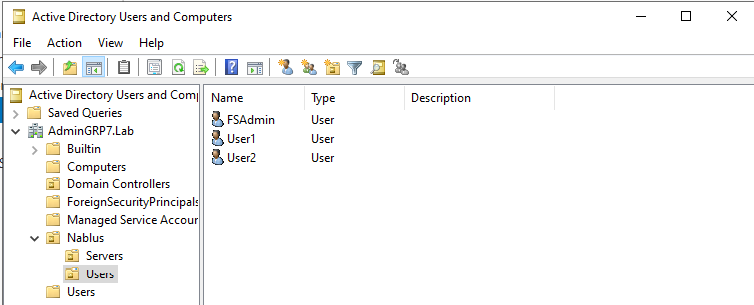 Active Directory Users and Computers
File Action View Help
Active Directory Users and Comp
Saved Queries
AdminGRP7.Lab
Builtin
Computers
Domain Controllers
ForeignSecurityPrincipals
Managed Service Accour
Nablus
Servers
Users
Users
Name Type Description
FSAdmin User
User1 User
User2 User